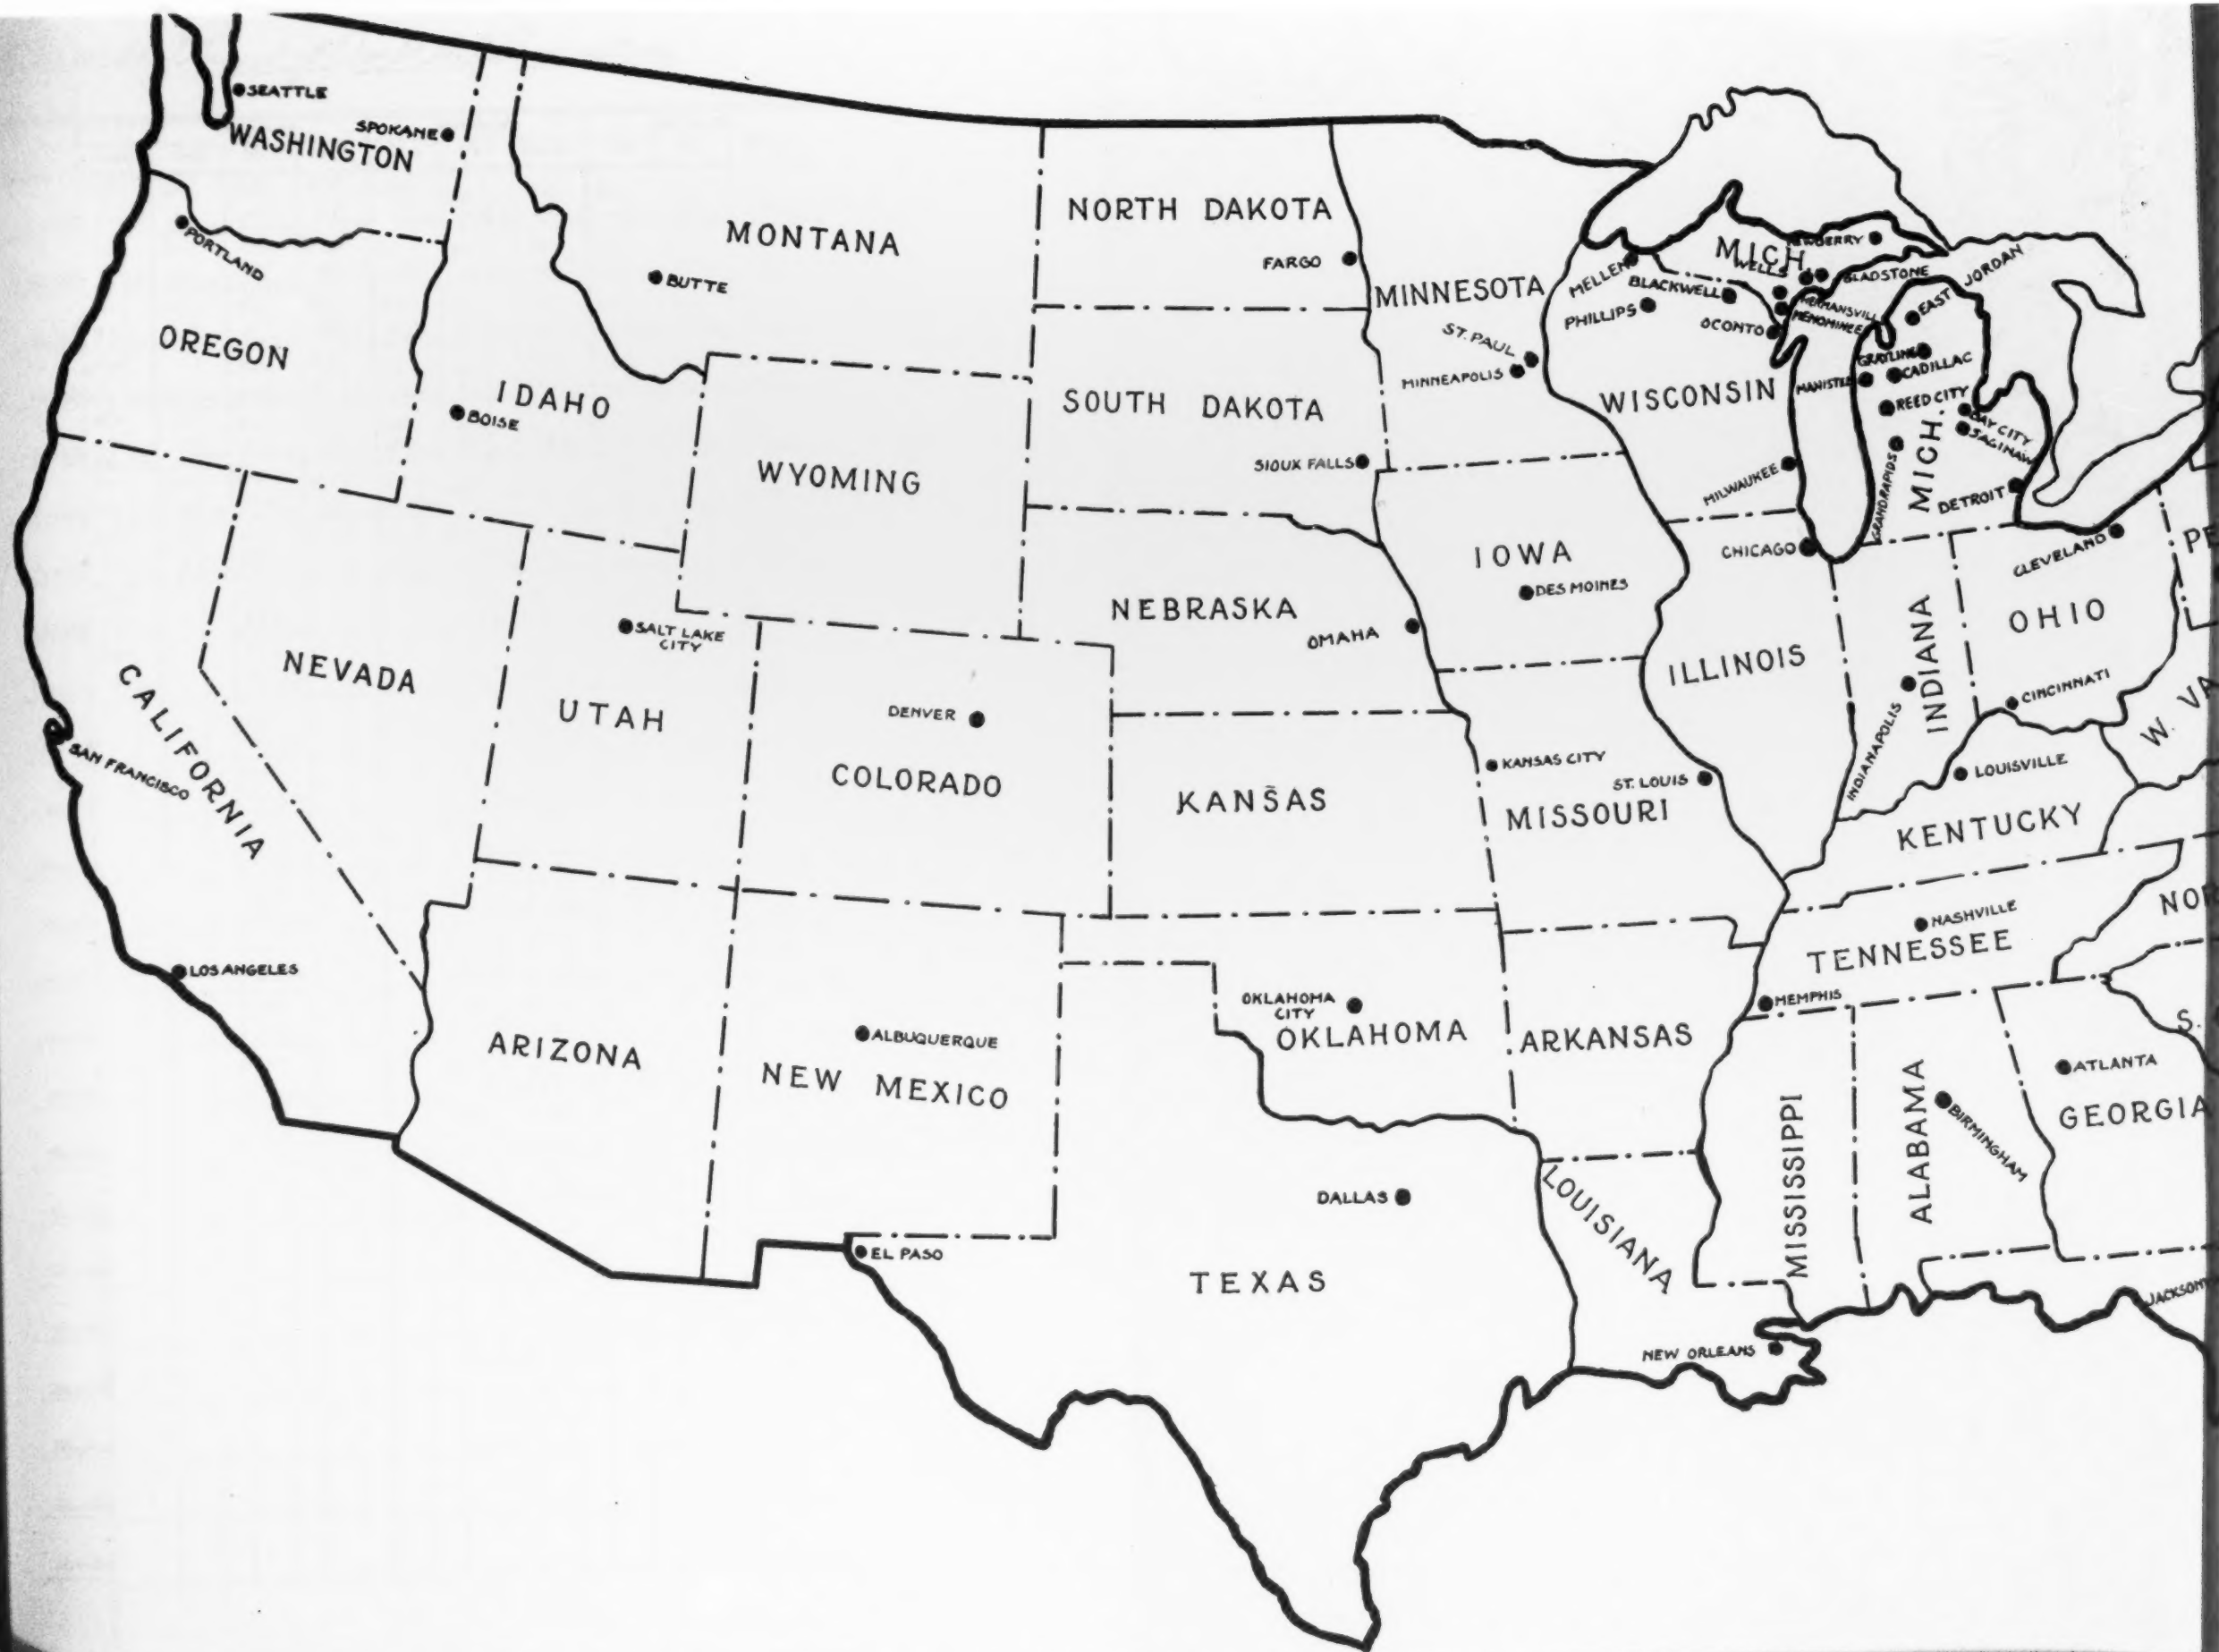 SEATTLE
SPOKANE
WASHINGTON
PORTLAND
OREGON
MONTANA
BUTTE
IDAHO
BOISE
WYOMING
NORTH DAKOTA
FARGO
SOUTH DAKOTA
SIOUX FALLS
MINNESOTA
ST. PAUL
MINNEAPOLIS
MICH.
WELLS
GLADSTONE
MELLEN
BLACKWELL
PHILLIPS
OCONTO
MENOMINEE
WISCONSIN
MILWAUKEE
EAST JORDAN
GRAYLING
CADILLAC
MANISTEE
REED CITY
BAY CITY
SAGINAW
GRAND RAPIDS
MICH.
DETROIT
NEVADA
CALIFORNIA
SAN FRANCISCO
LOS ANGELES
SALT LAKE
CITY
UTAH
DENVER
COLORADO
NEBRASKA
OMAHA
KANSAS
IOWA
DES MOINES
KANSAS CITY
ST. LOUIS
MISSOURI
CHICAGO
ILLINOIS
INDIANA
INDIANAPOLIS
CLEVELAND
OHIO
CINCINNATI
PE
W. VA
LOUISVILLE
KENTUCKY
NASHVILLE
TENNESSEE
MEMPHIS
NOR
S.
ARIZONA
ALBUQUERQUE
NEW MEXICO
OKLAHOMA
CITY
OKLAHOMA
ARKANSAS
EL PASO
DALLAS
TEXAS
LOUISIANA
NEW ORLEANS
MISSISSIPPI
ALABAMA
BIRMINGHAM
ATLANTA
GEORGIA
JACKSON